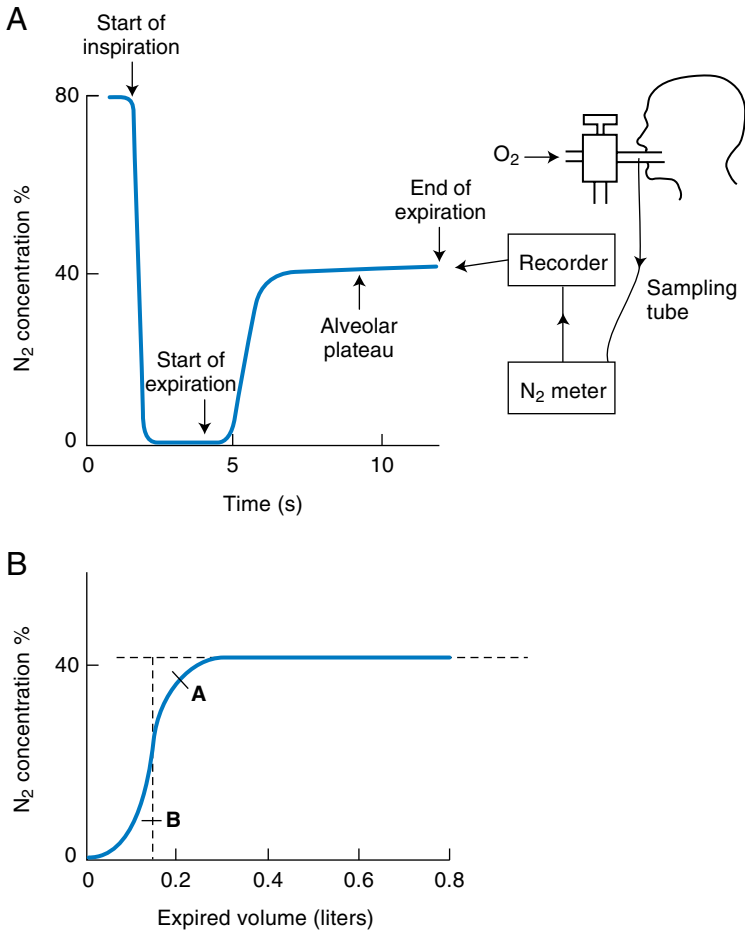 A
Start of
inspiration
80
40
0
N₂ concentration %
Start of
expiration
Alveolar
plateau
End of
expiration
0
5
10
Time (s)
O₂
Recorder
Sampling
tube
N₂ meter
B
N₂ concentration %
40
0
A
B
0
0.2
0.4
0.6
0.8
Expired volume (liters)